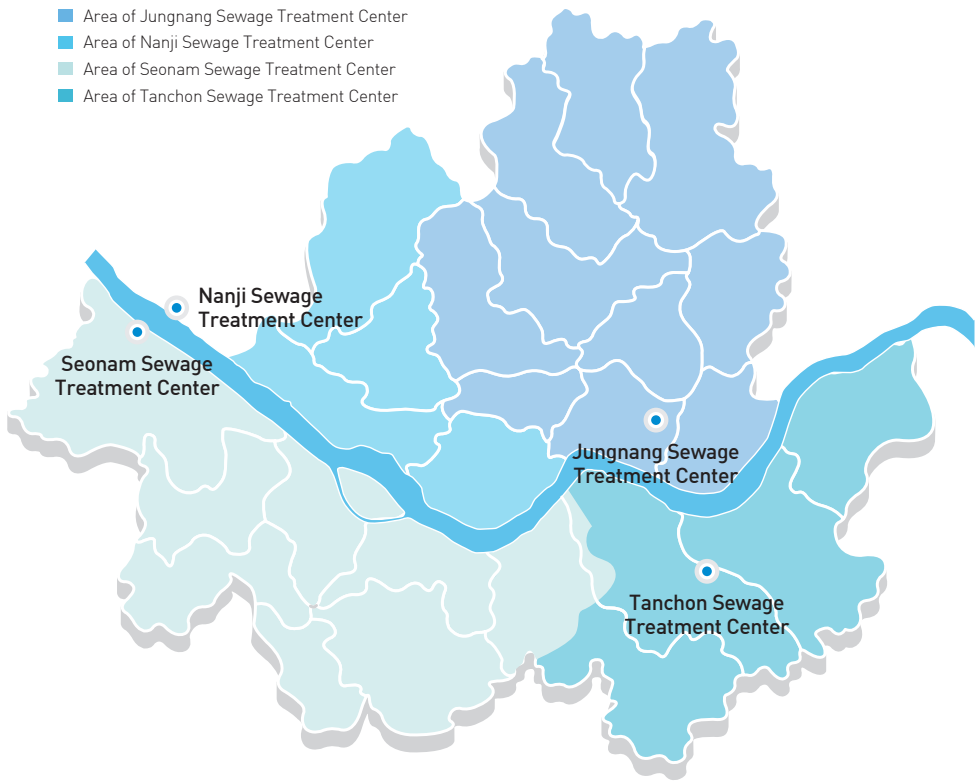 Area of Jungnang Sewage Treatment Center
Area of Nanji Sewage Treatment Center
Area of Seonam Sewage Treatment Center
Area of Tanchon Sewage Treatment Center
Nanji Sewage
Treatment Center
Seonam Sewage
Treatment Center
Jungnang Sewage
Treatment Center
Tanchon Sewage
Treatment Center